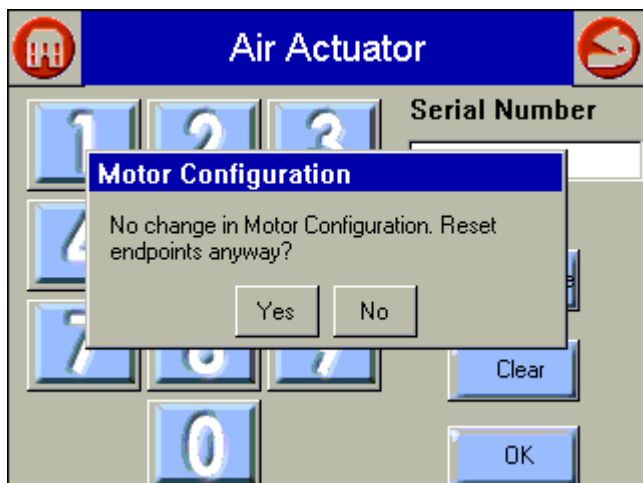 Air Actuator
1 2 3
Serial Number
Motor Configuration
No change in Motor Configuration. Reset
endpoints anyway?
Yes No
Clear
0 OK